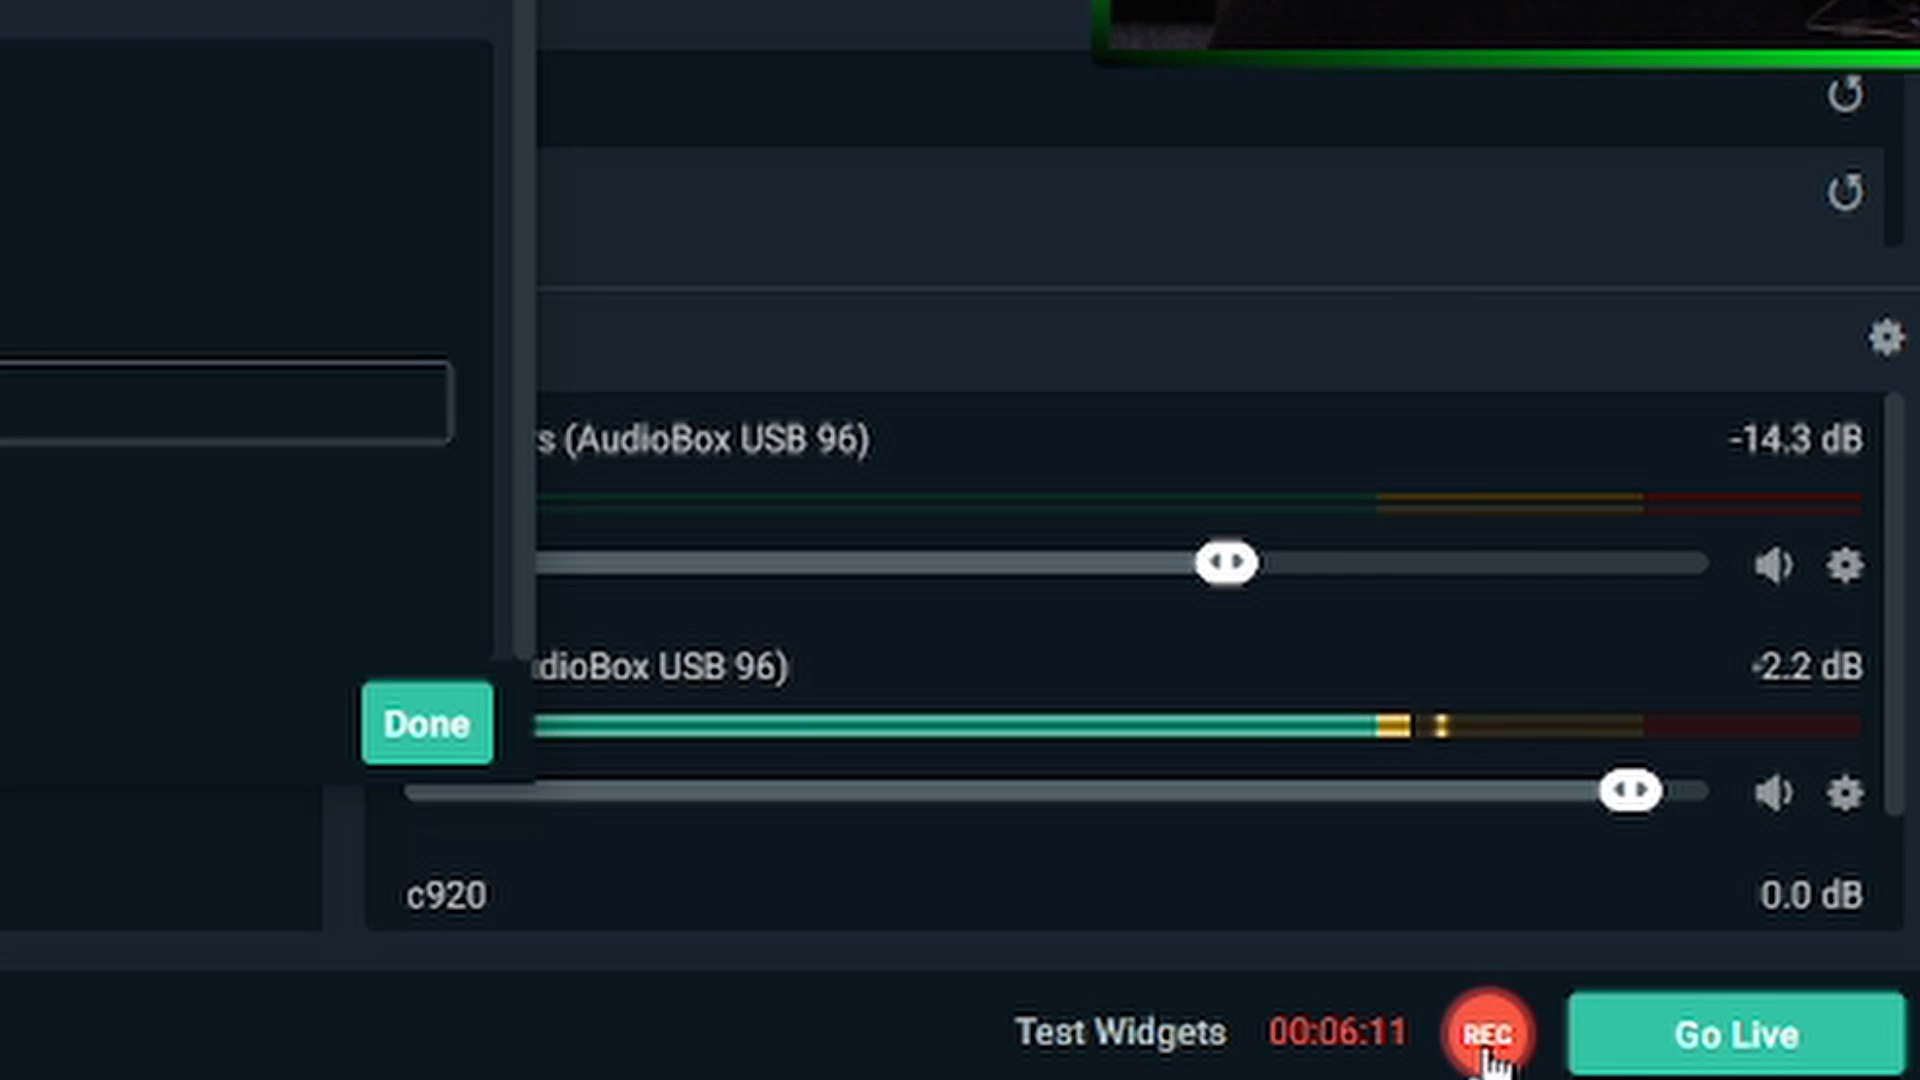 s (AudioBox USB 96)
-14.3 dB
dioBox USB 96)
-2.2 dB
Done
c920
0.0 dB
Test Widgets
00:06:11
REC
Go Live